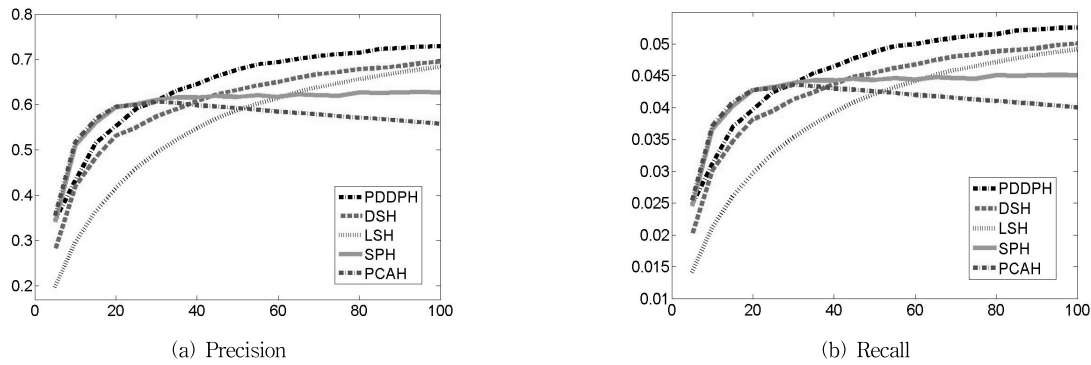 0.8
0.7
0.6
0.5
0.4
0.3
0.2
0 20 40 60 80 100
PDDPH
DSH
LSH
SPH
PCAH
(a) Precision
0.05
0.045
0.04
0.035
0.03
0.025
0.02
0.015
0.01
0 20 40 60 80 100
PDDPH
DSH
LSH
SPH
PCAH
(b) Recall